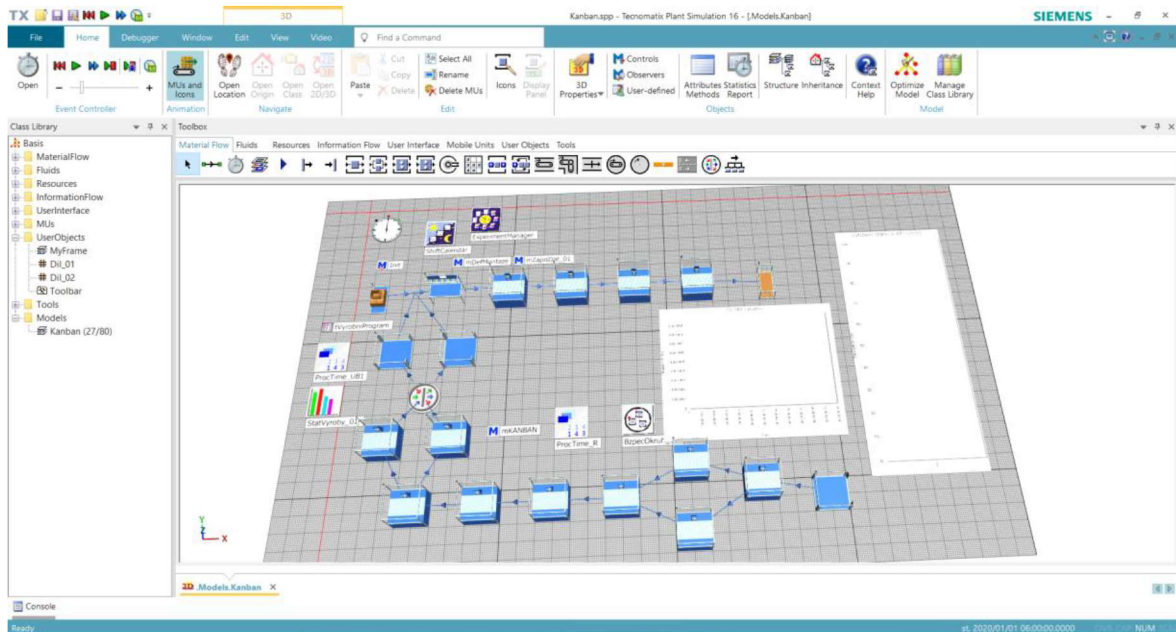 TX
3D
Kanban.spp - Tecnomatix Plant Simulation 16 - [.Models.Kanban]
SIEMENS
File Home Debugger Window Edit View Video Find a Command
Open
Event Controller
MUs and Icons
Animation
Open Location
Open Origin
Open Class
Open 2D/3D
Navigate
Paste
Cut
Copy
Delete
Select All
Rename
Delete MUs
Edit
Icons
Display Panel
3D Properties
Controls
Observers
User-defined
Attributes
Methods
Statistics Report
Structure
Inheritance
Objects
Context Help
Optimize Model
Manage Class Library
Model
Class Library
Toolbox
Material Flow Fluids Resources Information Flow User Interface Mobile Units User Objects Tools
Basis
MaterialFlow
Fluids
Resources
InformationFlow
UserInterface
MUs
UserObjects
MyFrame
Dil_01
Dil_02
Toolbar
Tools
Models
Kanban (27/80)
ExperimentManager
ShiftCalendar
tVyrobniProgram
ProcTime_UB1
StatVyroby_01
M mKANBAN
ProcTime_R
Y
Z
X
3D .Models.Kanban
Console
Ready
st, 2020/01/01 06:00:00.0000
NUM